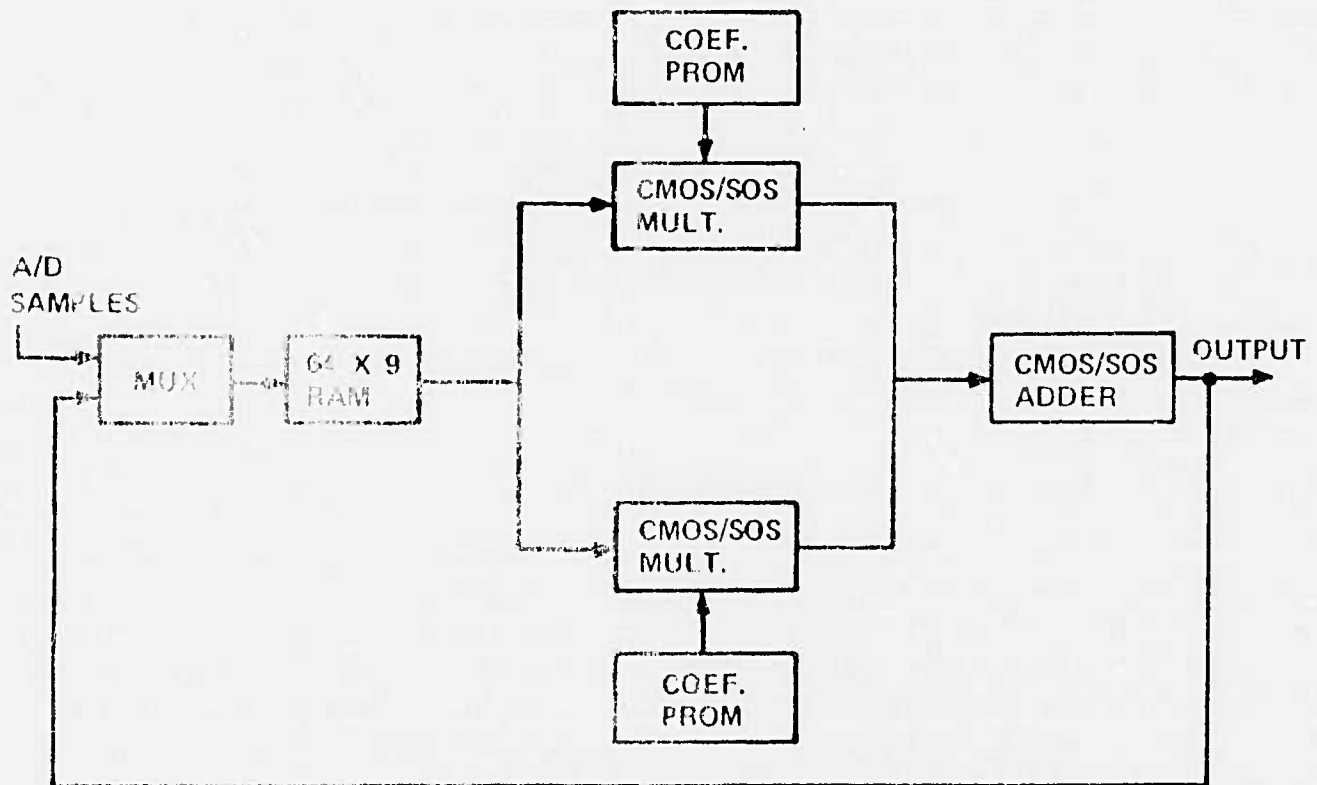 COEF.
PROM
CMOS/SOS
MULT.
A/D
SAMPLES
MUX
64 X 9
RAM
CMOS/SOS
ADDER
OUTPUT
CMOS/SOS
MULT.
COEF.
PROM